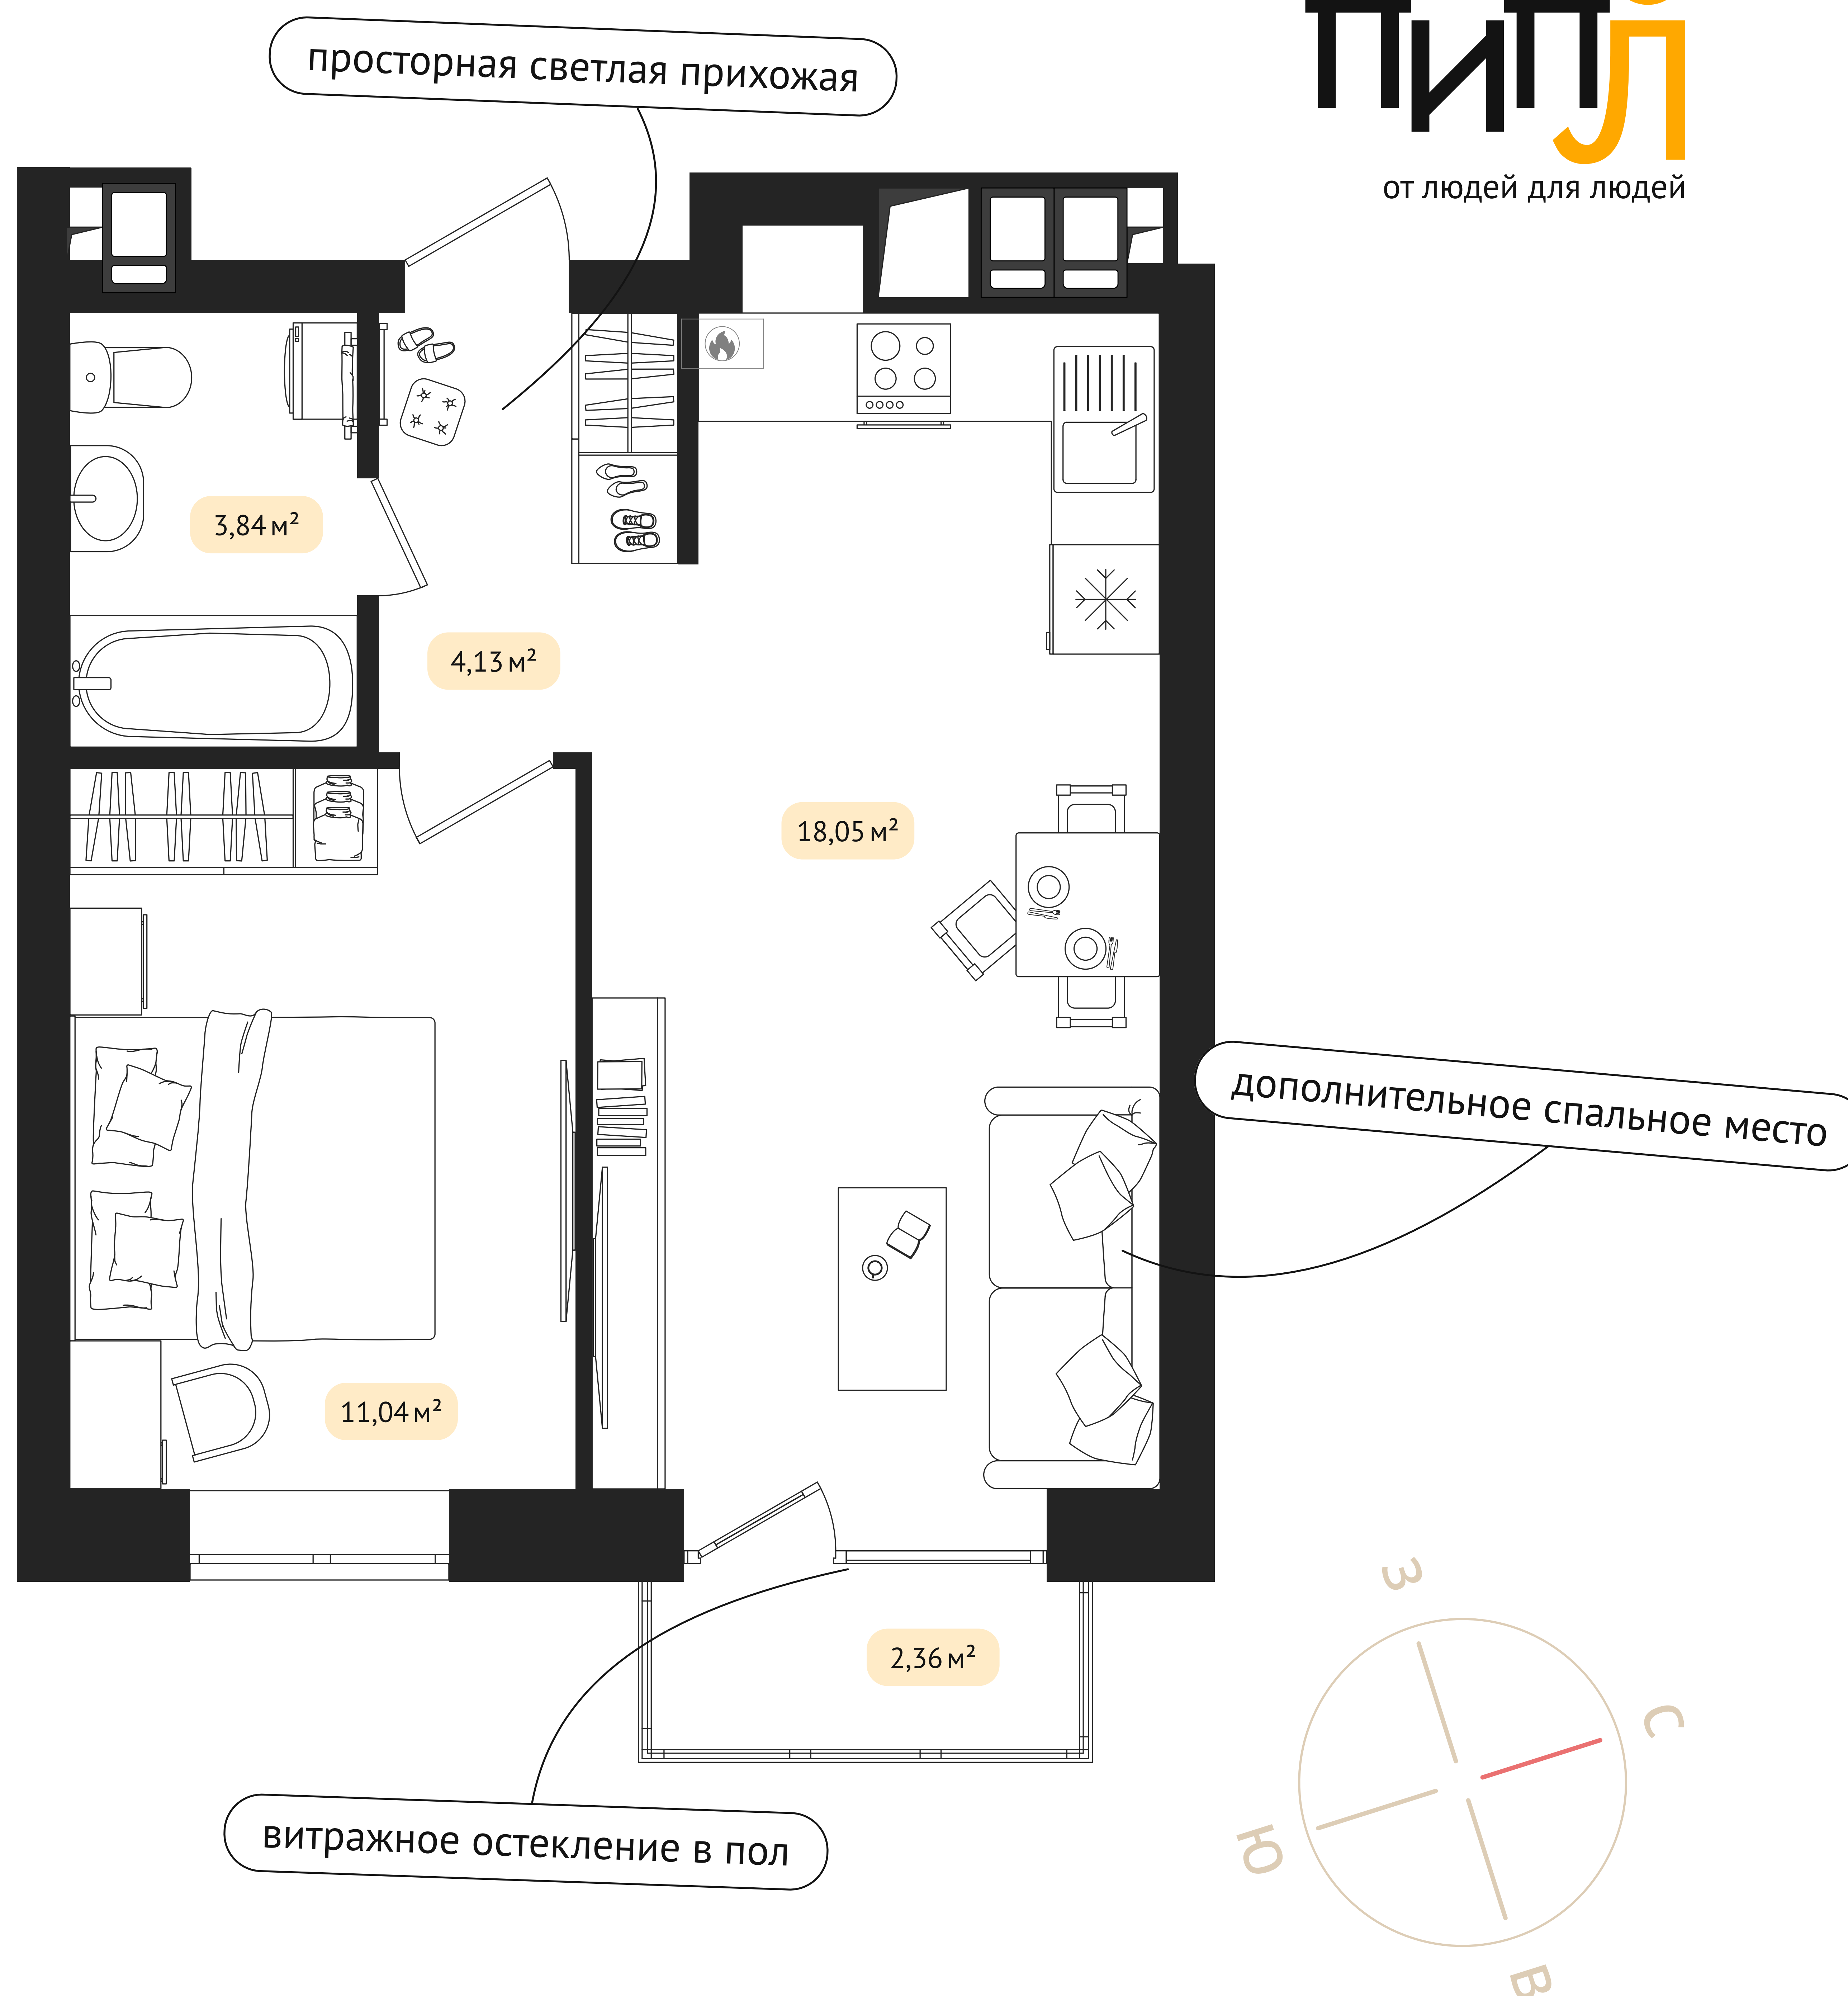 пипл
от людей для людей
просторная светлая прихожая
3,84 м²
4,13 м²
18,05 м²
дополнительное спальное место
11,04 м²
2,36 м²
витражное остекление в пол
З
С
Ю
В